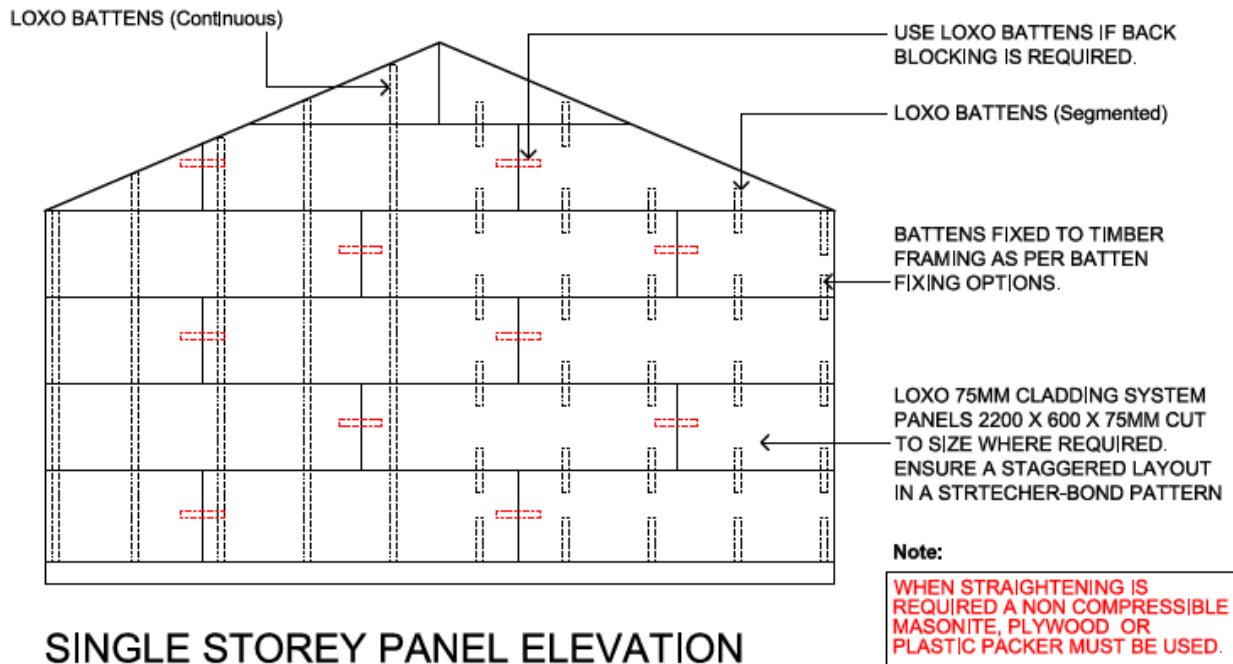 LOXO BATTENS (Continuous)
USE LOXO BATTENS IF BACK
BLOCKING IS REQUIRED.
LOXO BATTENS (Segmented)
BATTENS FIXED TO TIMBER
FRAMING AS PER BATTEN
FIXING OPTIONS.
LOXO 75MM CLADDING SYSTEM
PANELS 2200 X 600 X 75MM CUT
TO SIZE WHERE REQUIRED.
ENSURE A STAGGERED LAYOUT
IN A STRTECHER-BOND PATTERN
Note:
WHEN STRAIGHTENING IS
REQUIRED A NON COMPRESSIBLE
MASONITE, PLYWOOD OR
PLASTIC PACKER MUST BE USED.
SINGLE STOREY PANEL ELEVATION